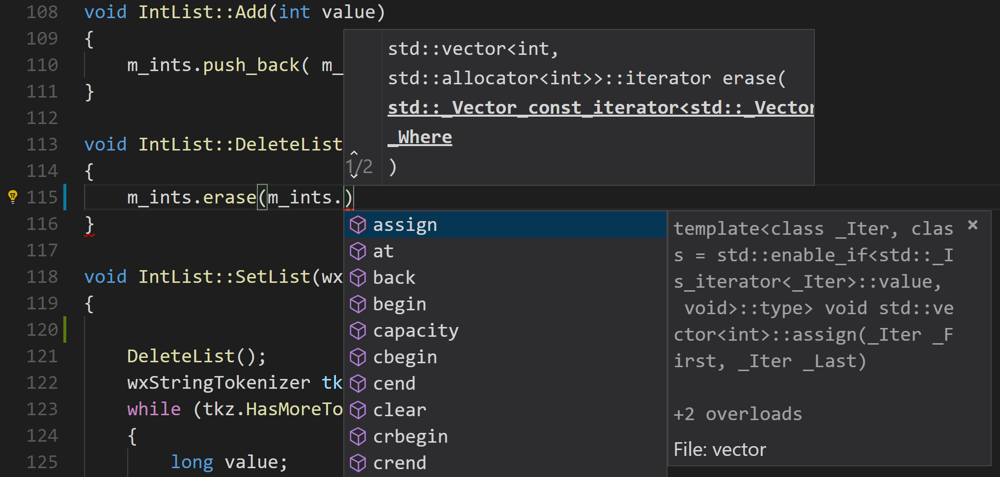 108 void IntList::Add(int value)
109 {
110 m_ints.push_back( m_
111 }
112
113 void IntList::DeleteList
114 {
115 m_ints.erase(m_ints.)
116 }
117
118 void IntList::SetList(wx
119 {
120
121 DeleteList();
122 wxStringTokenizer tk
123 while (tkz.HasMoreTo
124 {
125 long value;
std::vector<int,
std::allocator<int>>::iterator erase(
std::_Vector_const_iterator<std::_Vector
_Where
1/2 )
assign
at
back
begin
capacity
cbegin
cend
clear
crbegin
crend
template<class _Iter, clas ×
s = std::enable_if<std::_I
s_iterator<_Iter>::value,
void>::type> void std::ve
ctor<int>::assign(_Iter _F
irst, _Iter _Last)
+2 overloads
File: vector